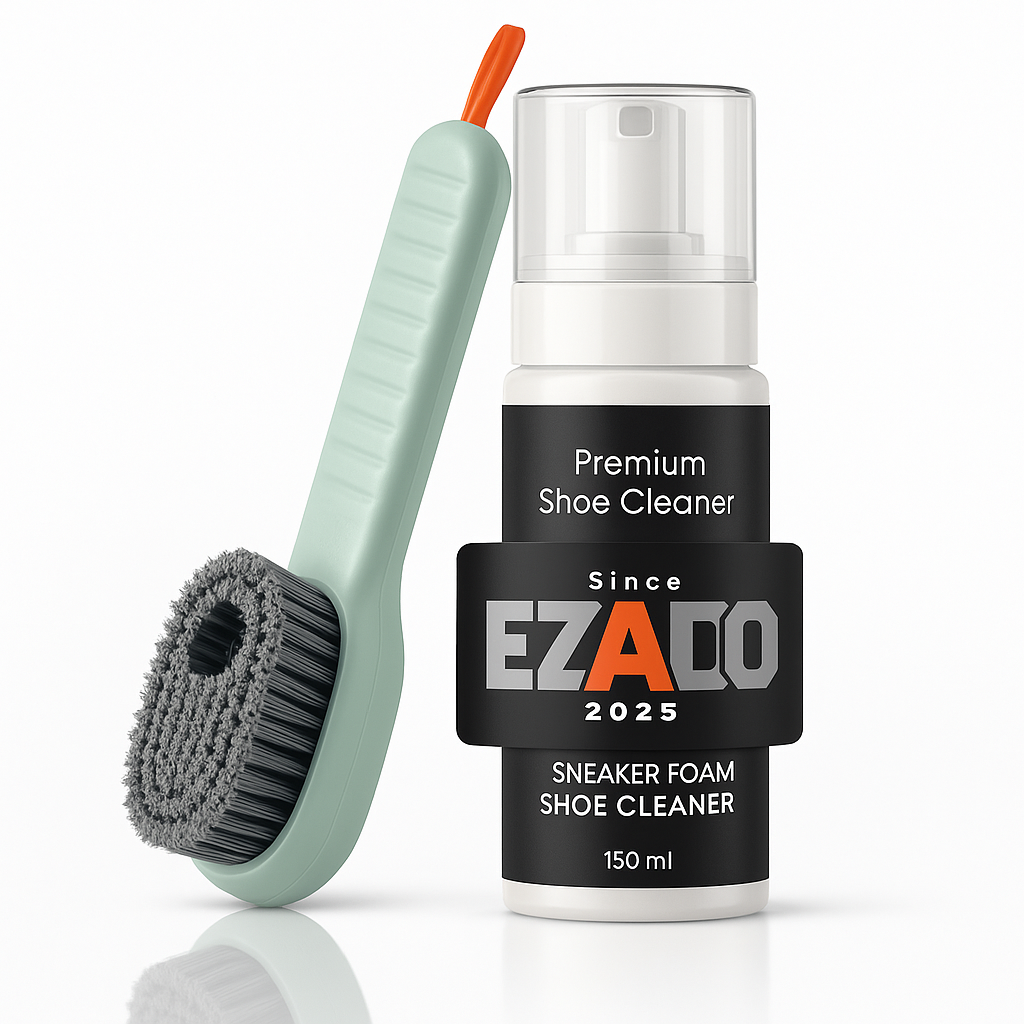 Premium
Shoe Cleaner
Since
EZADO
2025
SNEAKER FOAM
SHOE CLEANER
150 ml